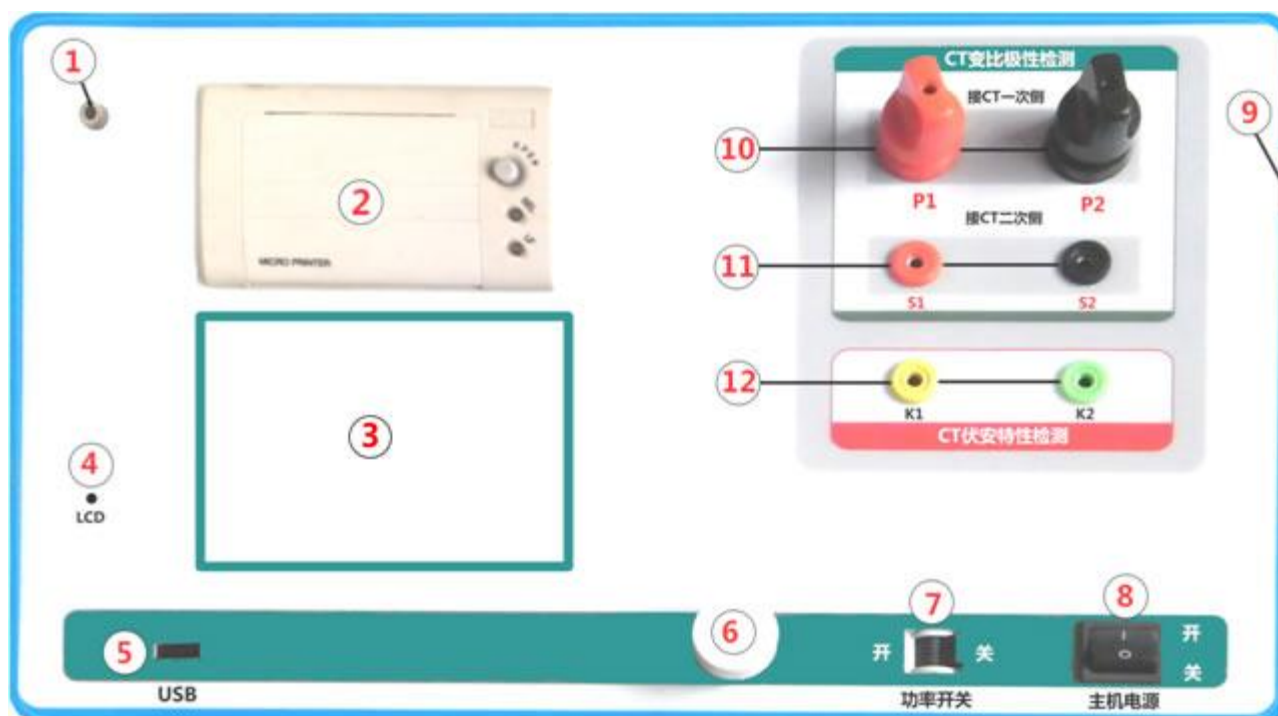 1
CT变比极性检测
接CT一次侧
9
10
2
OPEN
P1
P2
接CT二次侧
MICRO PRINTER
11
S1
S2
12
K1
K2
3
CT伏安特性检测
4
LCD
5
USB
6
7
8
开
关
开
关
功率开关
主机电源